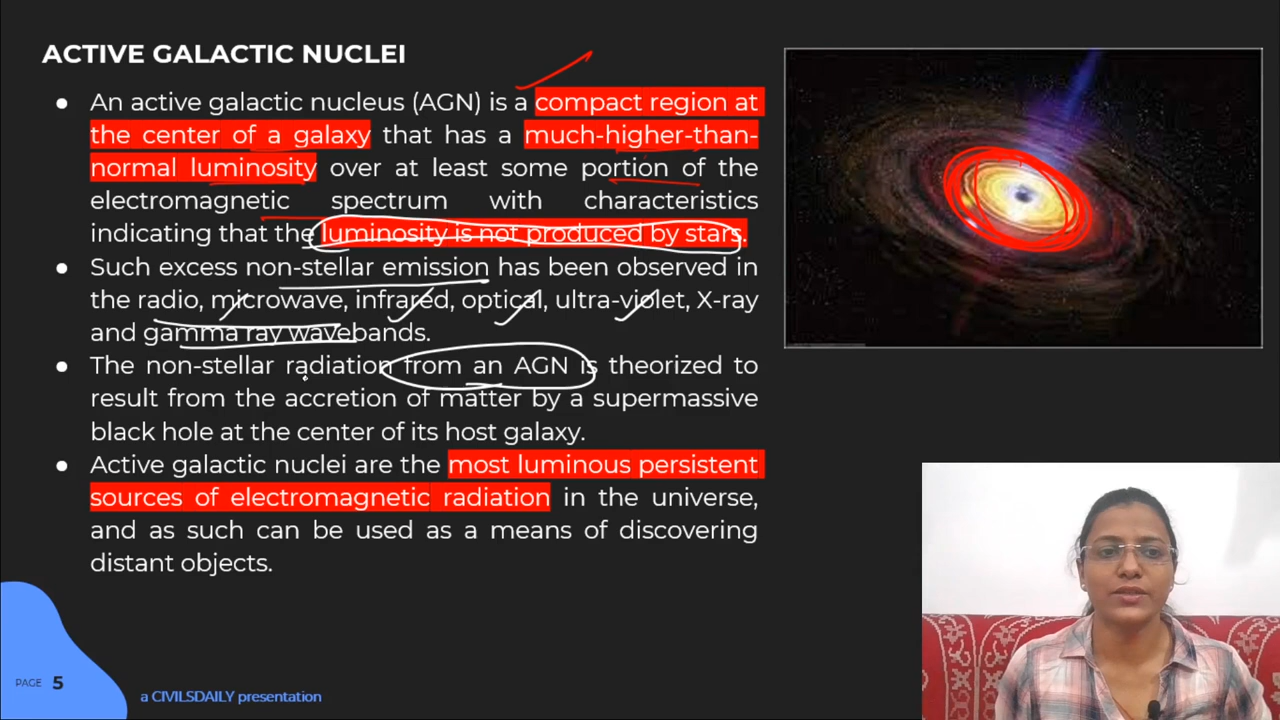 ACTIVE GALACTIC NUCLEI
● An active galactic nucleus (AGN) is a compact region at
the center of a galaxy that has a much-higher-than-
normal luminosity over at least some portion of the
electromagnetic spectrum with characteristics
indicating that the luminosity is not produced by stars.
● Such excess non-stellar emission has been observed in
the radio, microwave, infrared, optical, ultra-violet, X-ray
and gamma ray wavebands.
● The non-stellar radiation from an AGN is theorized to
result from the accretion of matter by a supermassive
black hole at the center of its host galaxy.
● Active galactic nuclei are the most luminous persistent
sources of electromagnetic radiation in the universe,
and as such can be used as a means of discovering
distant objects.
PAGE 5
a CIVILSDAILY presentation